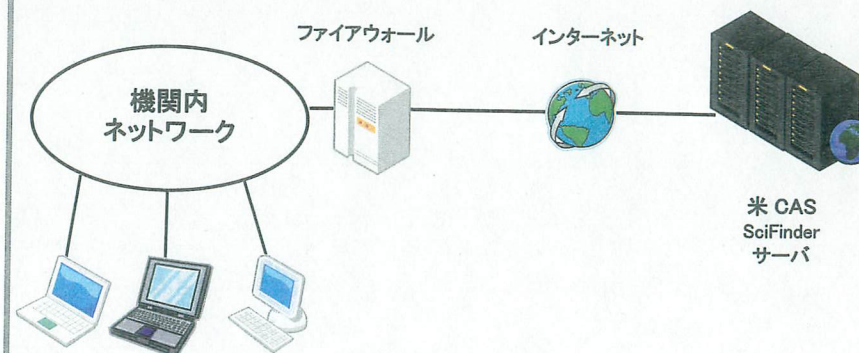 ファイアウォール
インターネット
機関内
ネットワーク
米 CAS
SciFinder
サーバ